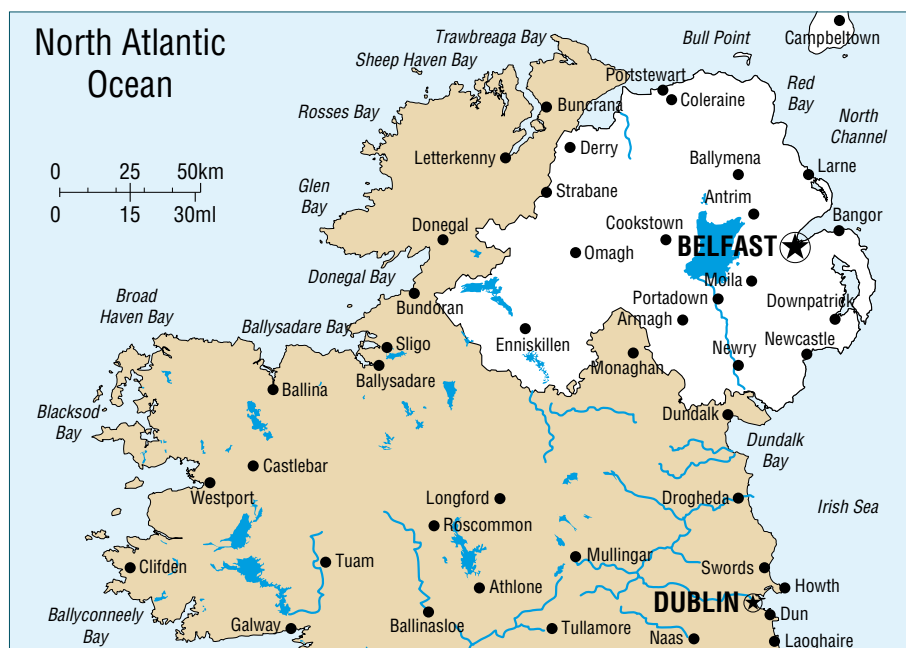 North Atlantic
Ocean
Trawbreaga Bay
Sheep Haven Bay
Rosses Bay
Glen
Bay
Bull Point
Campbeltown
Red
Bay
North
Channel
0 25 50km
0 15 30ml
Portstewart
Coleraine
Buncrana
Derry
Letterkenny
Ballymena
Larne
Strabane
Antrim
Donegal
Cookstown
Bangor
Omagh
BELFAST
Moila
Donegal Bay
Bundoran
Portadown
Downpatrick
Broad
Haven Bay
Ballysadare Bay
Armagh
Enniskillen
Newcastle
Sligo
Monaghan
Newry
Ballysadare
Ballina
Blacksod
Bay
Dundalk
Dundalk
Bay
Castlebar
Westport
Longford
Drogheda
Irish Sea
Roscommon
Mullingar
Tuam
Clifden
Swords
Athlone
Howth
DUBLIN
Ballyconneely
Bay
Galway
Ballinasloe
Tullamore
Naas
Dun
Laoghaire